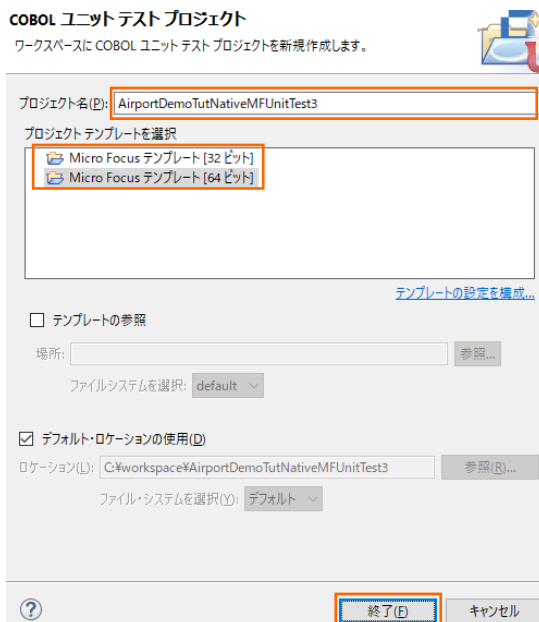 COBOL ユニット テスト プロジェクト
ワークスペースに COBOL ユニット テスト プロジェクトを新規作成します。
プロジェクト名(P): AirportDemoTutNativeMFUnitTest3
プロジェクト テンプレートを選択
Micro Focus テンプレート [32 ビット]
Micro Focus テンプレート [64 ビット]
テンプレートの設定を構成...
テンプレートの参照
場所: 参照...
ファイルシステムを選択: default
デフォルト・ロケーションの使用(D)
ロケーション(L): C:¥workspace¥AirportDemoTutNativeMFUnitTest3 参照(R)...
ファイル・システムを選択(Y): デフォルト
? 終了(F) キャンセル